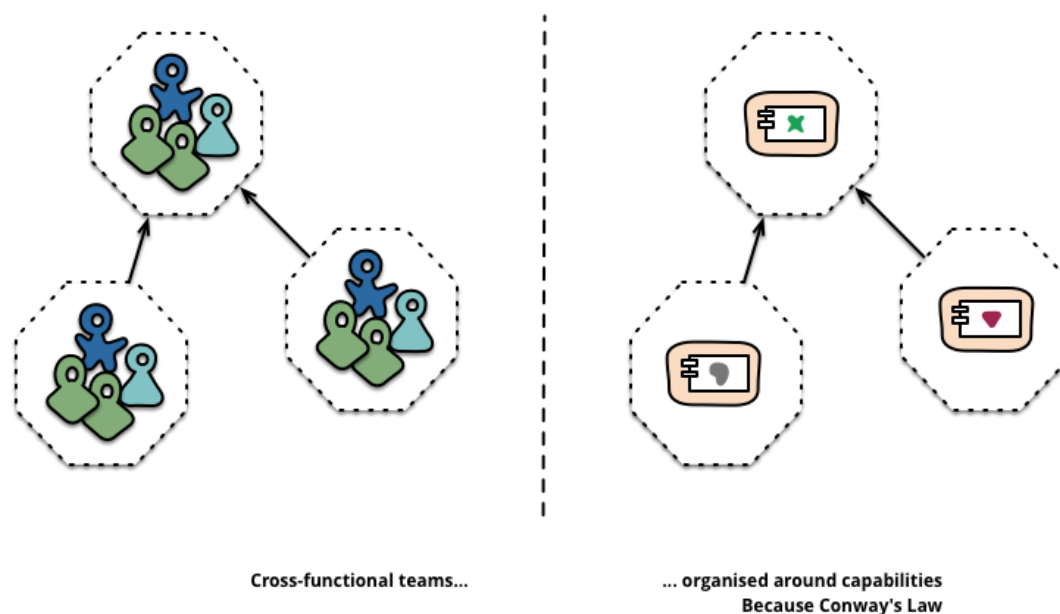 Cross-functional teams...
... organised around capabilities
Because Conway's Law